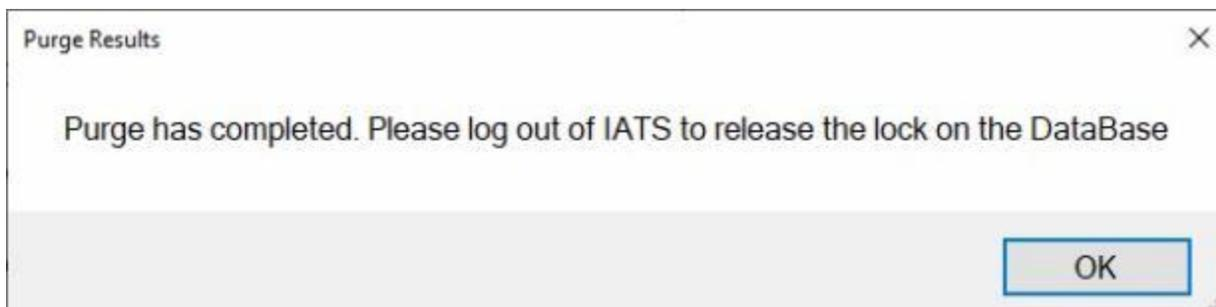 Purge Results
Purge has completed. Please log out of IATS to release the lock on the DataBase
OK